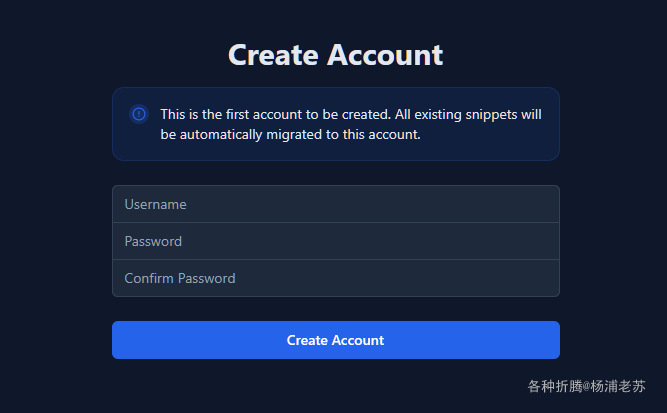 Create Account
This is the first account to be created. All existing snippets will
be automatically migrated to this account.
Username
Password
Confirm Password
Create Account
各种折腾@杨浦老苏